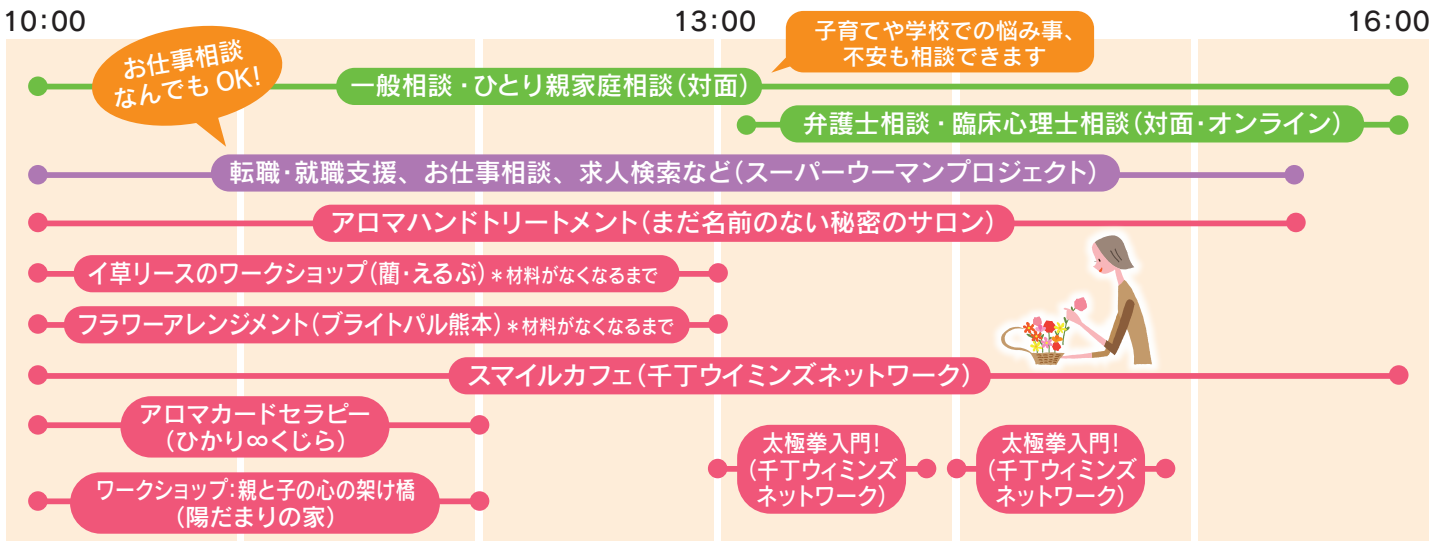 10：00
13：00
16：00
お仕事相談
なんでも OK!
子育てや学校での悩み事、
不安も相談できます
一般相談・ひとり親家庭相談（対面）
弁護士相談・臨床心理士相談（対面・オンライン）
転職・就職支援、お仕事相談、求人検索など（スーパーウーマンプロジェクト）
アロマハンドトリートメント（まだ名前のない秘密のサロン）
イ草リースのワークショップ（藺・えるぶ）＊材料がなくなるまで
フラワーアレンジメント（ブライトパル熊本）＊材料がなくなるまで
スマイルカフェ（千丁ウイミンズネットワーク）
アロマカードセラピー
（ひかり∞くじら）
太極拳入門！
（千丁ウィミンズ
ネットワーク）
太極拳入門！
（千丁ウィミンズ
ネットワーク）
ワークショップ：親と子の心の架け橋
（陽だまりの家）